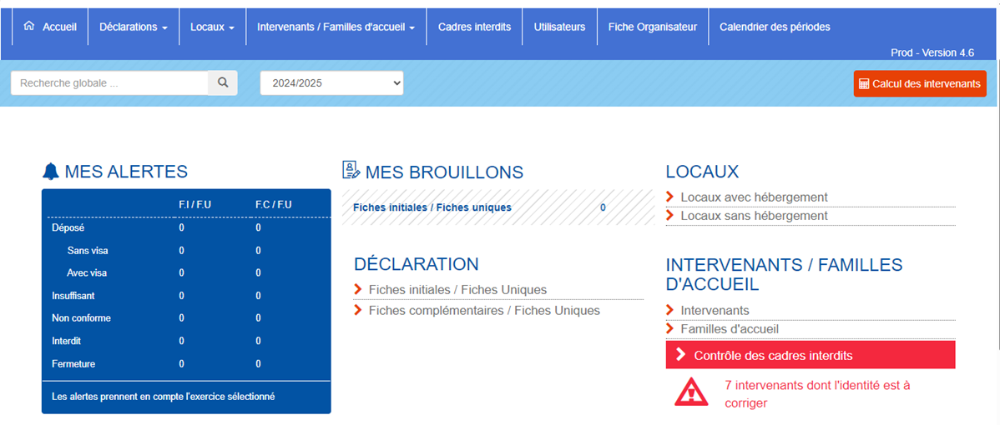 Accueil Déclarations Locaux Intervenants / Familles d'accueil Cadres interdits Utilisateurs Fiche Organisateur Calendrier des périodes
Prod - Version 4.6
Recherche globale ... 2024/2025 Calcul des intervenants
MES ALERTES
F.I / F.U F.C / F.U
Déposé 0 0
Sans visa 0 0
Avec visa 0 0
Insuffisant 0 0
Non conforme 0 0
Interdit 0 0
Fermeture 0 0
Les alertes prennent en compte l'exercice sélectionné
MES BROUILLONS
Fiches initiales / Fiches uniques 0
DÉCLARATION
Fiches initiales / Fiches Uniques
Fiches complémentaires / Fiches Uniques
LOCAUX
Locaux avec hébergement
Locaux sans hébergement
INTERVENANTS / FAMILLES
D'ACCUEIL
Intervenants
Familles d'accueil
Contrôle des cadres interdits
7 intervenants dont l'identité est à
corriger